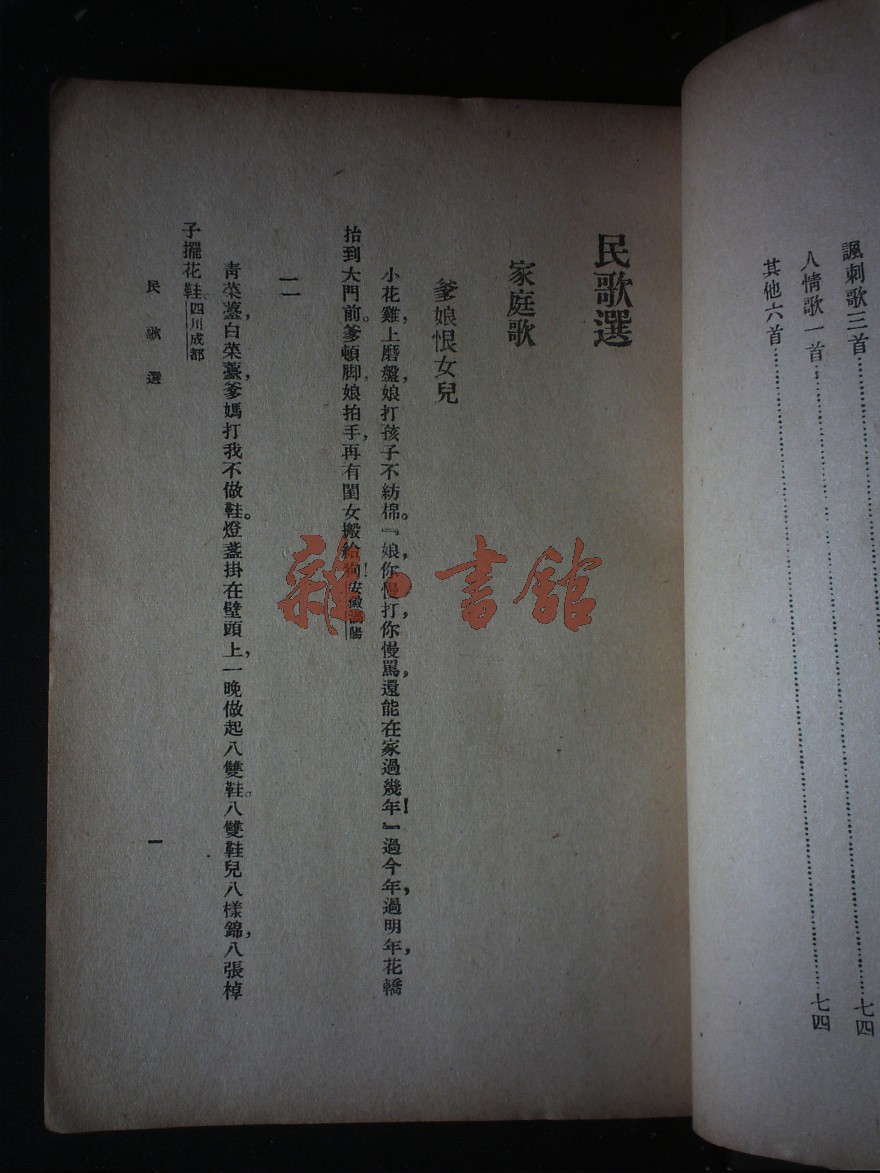 諷刺歌三首……………………七四
人情歌一首……………………七四
其他六首
民歌選
家庭歌
爹娘恨女兒
小花雞,上磨盤,娘打孩子不紡棉。『娘,你慢打,你慢罵,還能在家過幾年!』過今年,過明年,花轎
抬到大門前。爹頓脚,娘拍手,再有閨女搬給狗!安徽
二
靑菜薹,白菜薹,爹媽打我不做鞋。燈盞掛在壁頭上,一晚做起八雙鞋。八雙鞋兒八樣錦,八張棹
子擺花鞋。四川成都
民歌選
一
雜·書館